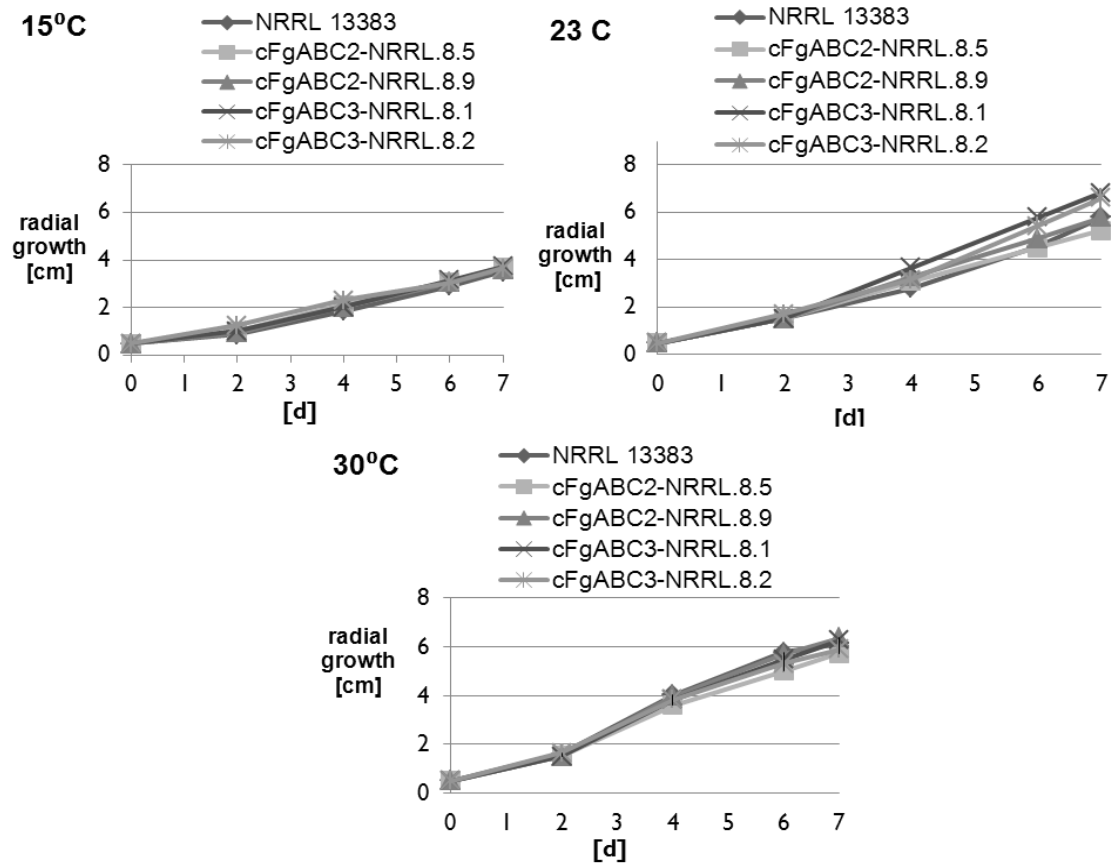 15⁰C
NRRL 13383
cFgABC2-NRRL.8.5
cFgABC2-NRRL.8.9
cFgABC3-NRRL.8.1
cFgABC3-NRRL.8.2
8
6
4
2
0
radial
growth
[cm]
0 1 2 3 4 5 6 7
[d]
23 C
NRRL 13383
cFgABC2-NRRL.8.5
cFgABC2-NRRL.8.9
cFgABC3-NRRL.8.1
cFgABC3-NRRL.8.2
8
6
4
2
0
radial
growth
[cm]
0 1 2 3 4 5 6 7
[d]
30⁰C
NRRL 13383
cFgABC2-NRRL.8.5
cFgABC2-NRRL.8.9
cFgABC3-NRRL.8.1
cFgABC3-NRRL.8.2
8
6
4
2
0
radial
growth
[cm]
0 1 2 3 4 5 6 7
[d]